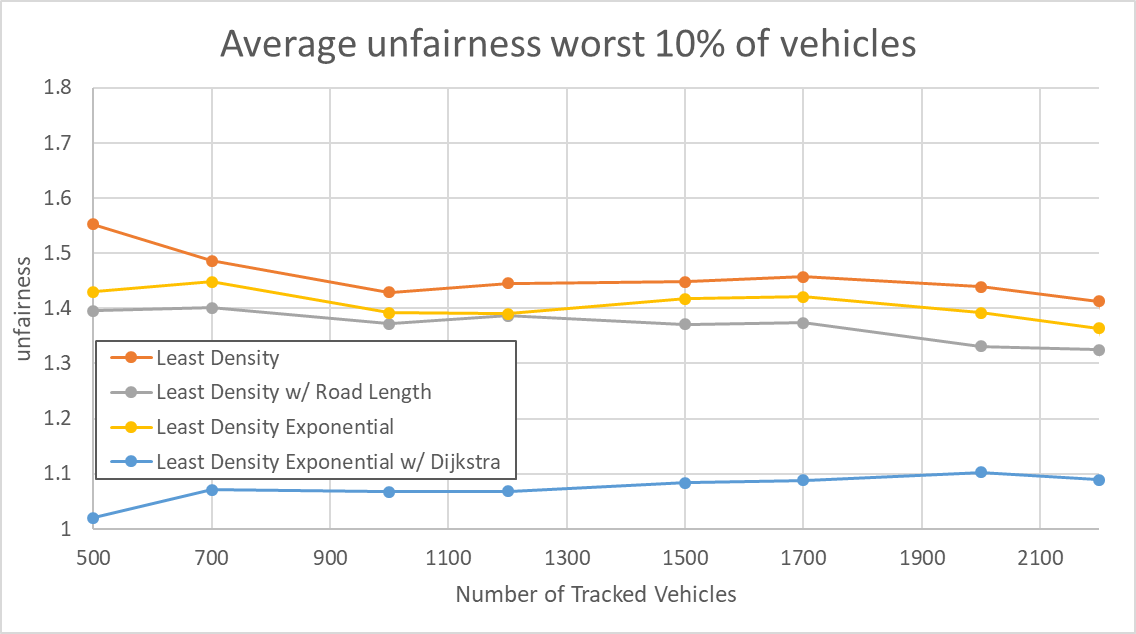 Average unfairness worst 10% of vehicles
1.8
1.7
1.6
1.5
1.4
1.3
1.2
1.1
1
unfairness
Least Density
Least Density w/ Road Length
Least Density Exponential
Least Density Exponential w/ Dijkstra
500 700 900 1100 1300 1500 1700 1900 2100
Number of Tracked Vehicles